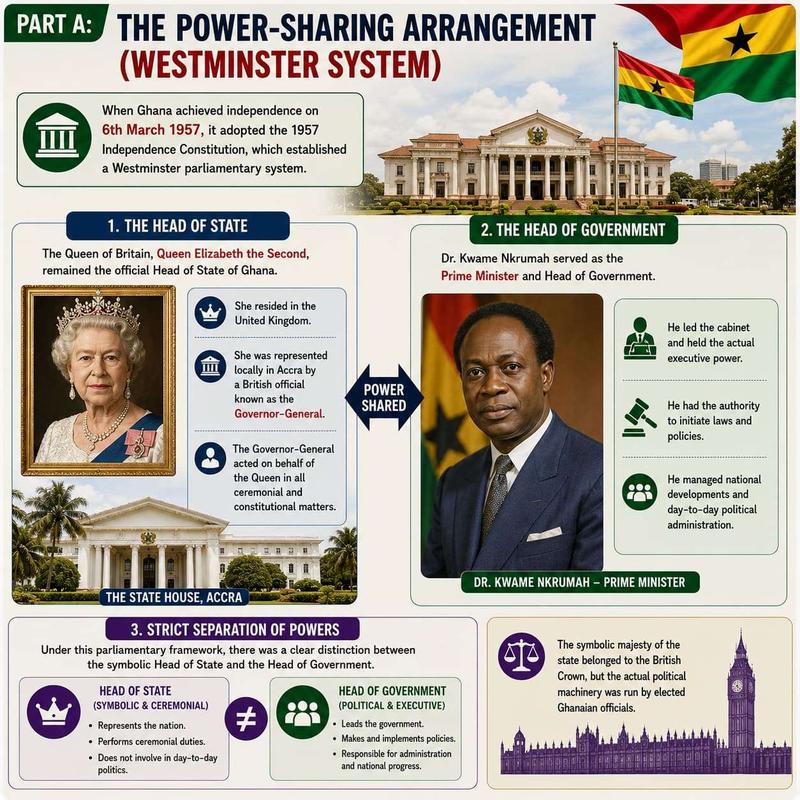 PART A:
THE POWER-SHARING ARRANGEMENT
(WESTMINSTER SYSTEM)
When Ghana achieved independence on
6th March 1957, it adopted the 1957
Independence Constitution, which established
a Westminster parliamentary system.
1. THE HEAD OF STATE
The Queen of Britain, Queen Elizabeth the Second,
remained the official Head of State of Ghana.
She resided in the
United Kingdom.
She was represented
locally in Accra by
a British official
known as the
Governor-General.
The Governor-General
acted on behalf of
the Queen in all
ceremonial and
constitutional matters.
THE STATE HOUSE, ACCRA
POWER
SHARED
2. THE HEAD OF GOVERNMENT
Dr. Kwame Nkrumah served as the
Prime Minister and Head of Government.
He led the cabinet
and held the actual
executive power.
He had the authority
to initiate laws and
policies.
He managed national
developments and
day-to-day political
administration.
DR. KWAME NKRUMAH – PRIME MINISTER
3. STRICT SEPARATION OF POWERS
Under this parliamentary framework, there was a clear distinction between
the symbolic Head of State and the Head of Government.
HEAD OF STATE
(SYMBOLIC & CEREMONIAL)
• Represents the nation.
• Performs ceremonial duties.
• Does not involve in day-to-day
politics.
≠
HEAD OF GOVERNMENT
(POLITICAL & EXECUTIVE)
• Leads the government.
• Makes and implements policies.
• Responsible for administration
and national progress.
The symbolic majesty of the
state belonged to the British
Crown, but the actual political
machinery was run by elected
Ghanaian officials.